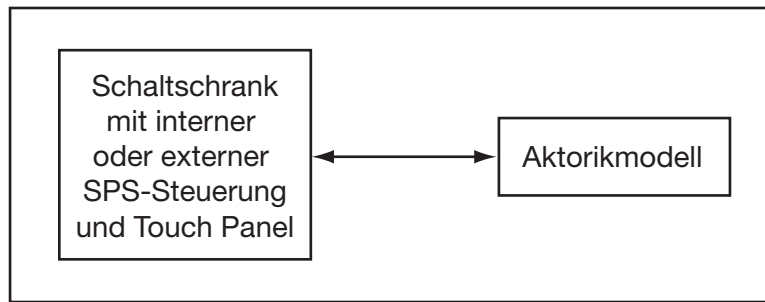 Schaltschrank
mit interner
oder externer
SPS-Steuerung
und Touch Panel
Aktorikmodell